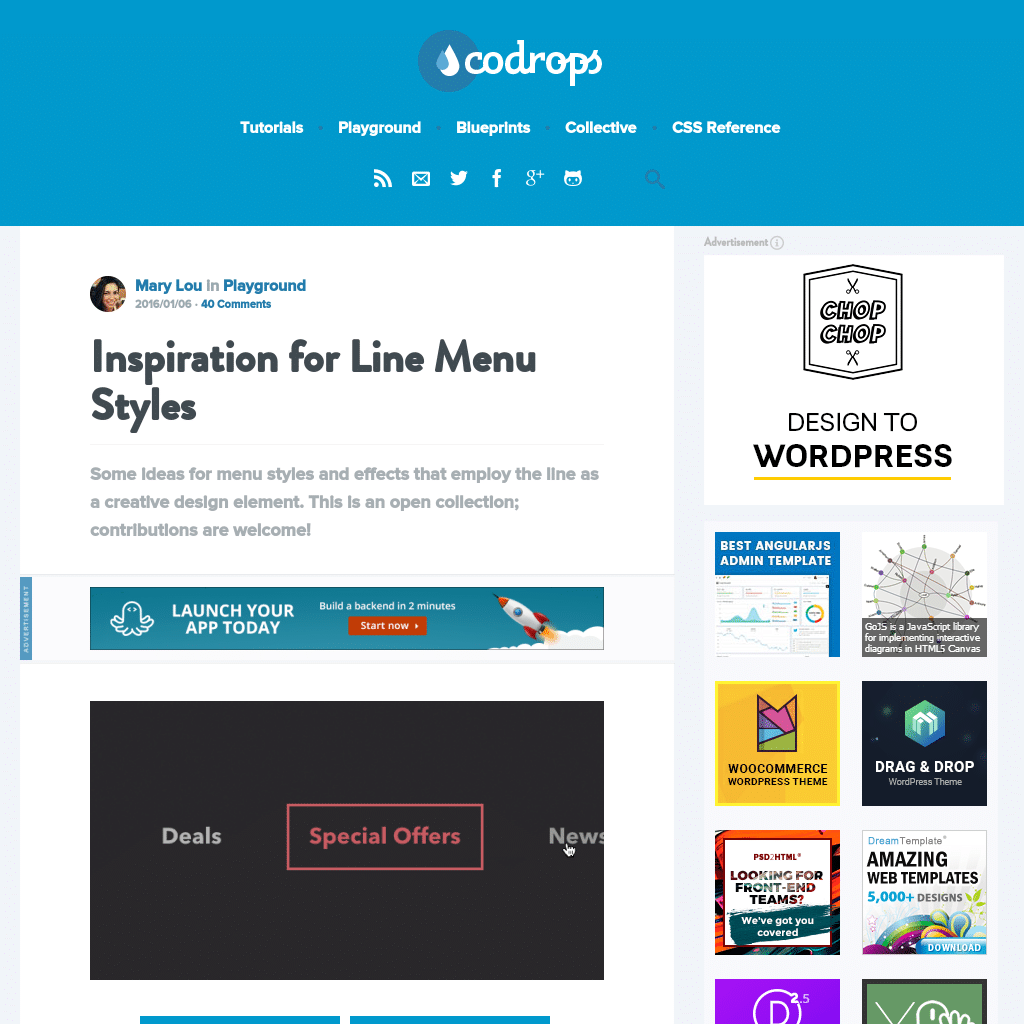 codrops
Tutorials
Playground
Blueprints
Collective
CSS Reference
Mary Lou in Playground
2016/01/06 · 40 Comments
Inspiration for Line Menu
Styles
Some ideas for menu styles and effects that employ the line as
a creative design element. This is an open collection;
contributions are welcome!
ADVERTISEMENT
LAUNCH YOUR
APP TODAY
Build a backend in 2 minutes
Start now
Deals
Special Offers
News
Advertisement
CHOP
CHOP
DESIGN TO
WORDPRESS
BEST ANGULARJS
ADMIN TEMPLATE
GoJS is a JavaScript library
for implementing interactive
diagrams in HTML5 Canvas
WOOCOMMERCE
WORDPRESS THEME
DRAG & DROP
WordPress Theme
PSD2HTML®
LOOKING FOR
FRONT-END
TEAMS?
We've got you
covered
DreamTemplate®
AMAZING
WEB TEMPLATES
5,000+ DESIGNS
DOWNLOAD
D 2.5